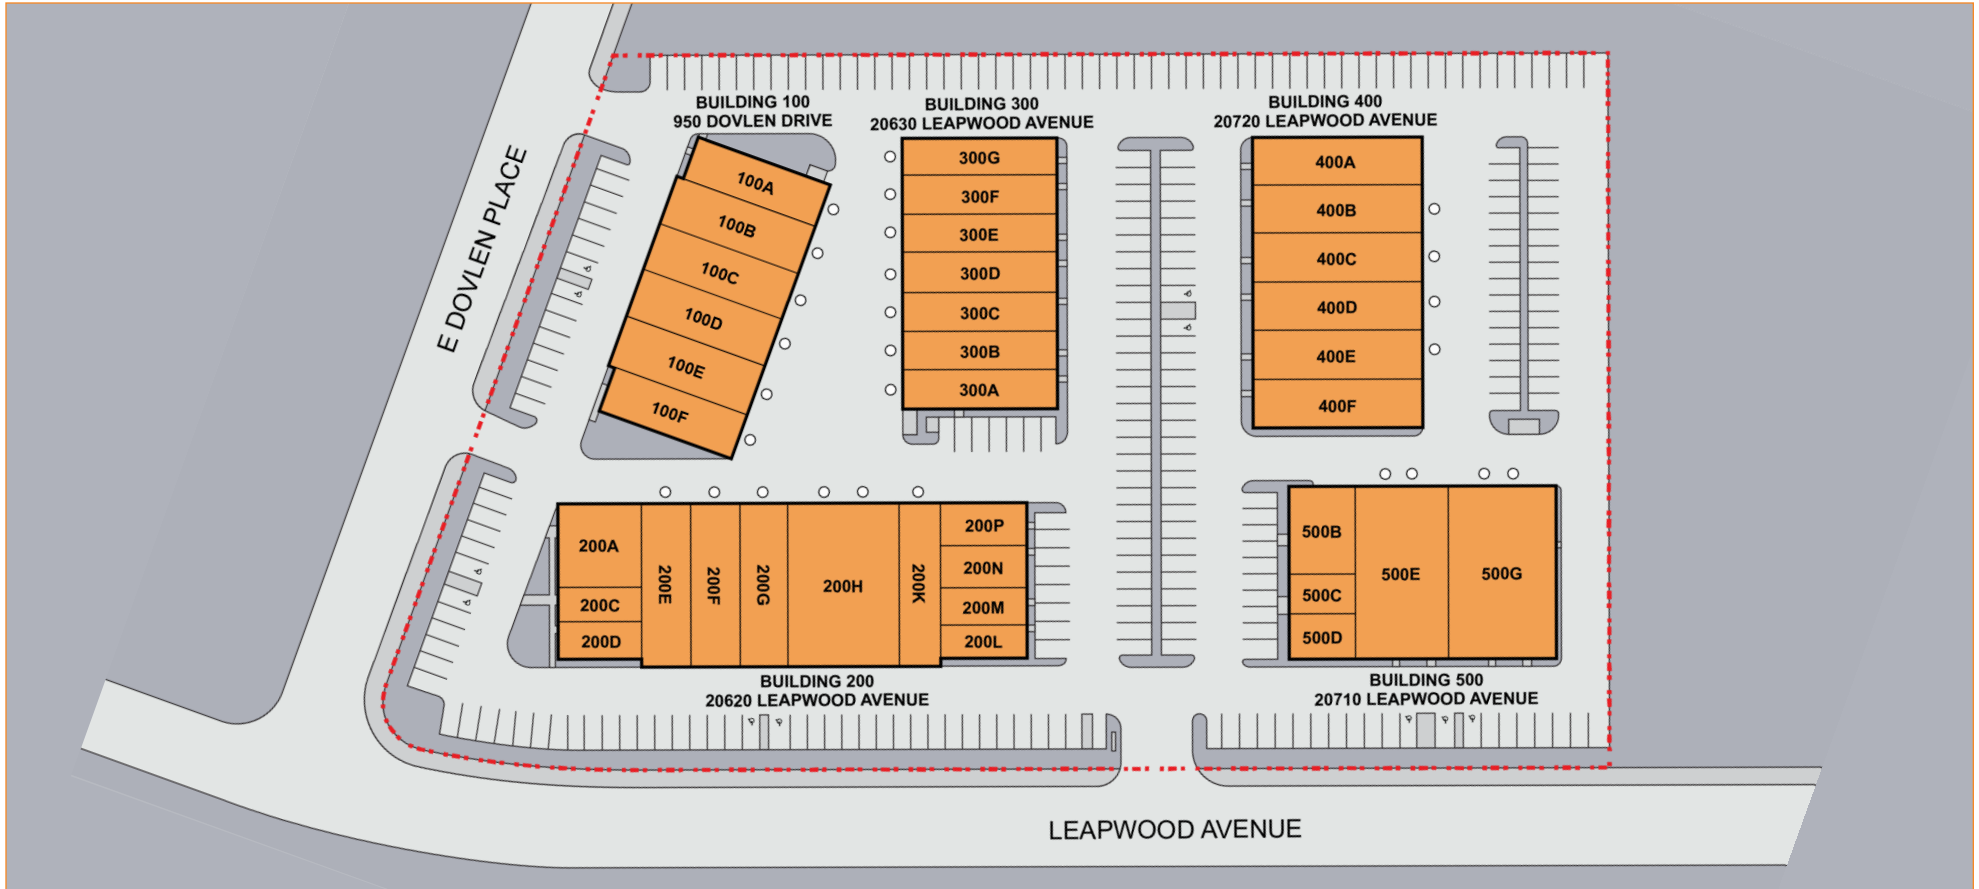 BUILDING 100
950 DOVLEN DRIVE
BUILDING 300
20630 LEAPWOOD AVENUE
BUILDING 400
20720 LEAPWOOD AVENUE
E DOVLEN PLACE
100A
100B
100C
100D
100E
100F
300G
300F
300E
300D
300C
300B
300A
400A
400B
400C
400D
400E
400F
200A
200C
200D
200E
200F
200G
200H
200K
200P
200N
200M
200L
500B
500C
500D
500E
500G
BUILDING 200
20620 LEAPWOOD AVENUE
BUILDING 500
20710 LEAPWOOD AVENUE
LEAPWOOD AVENUE